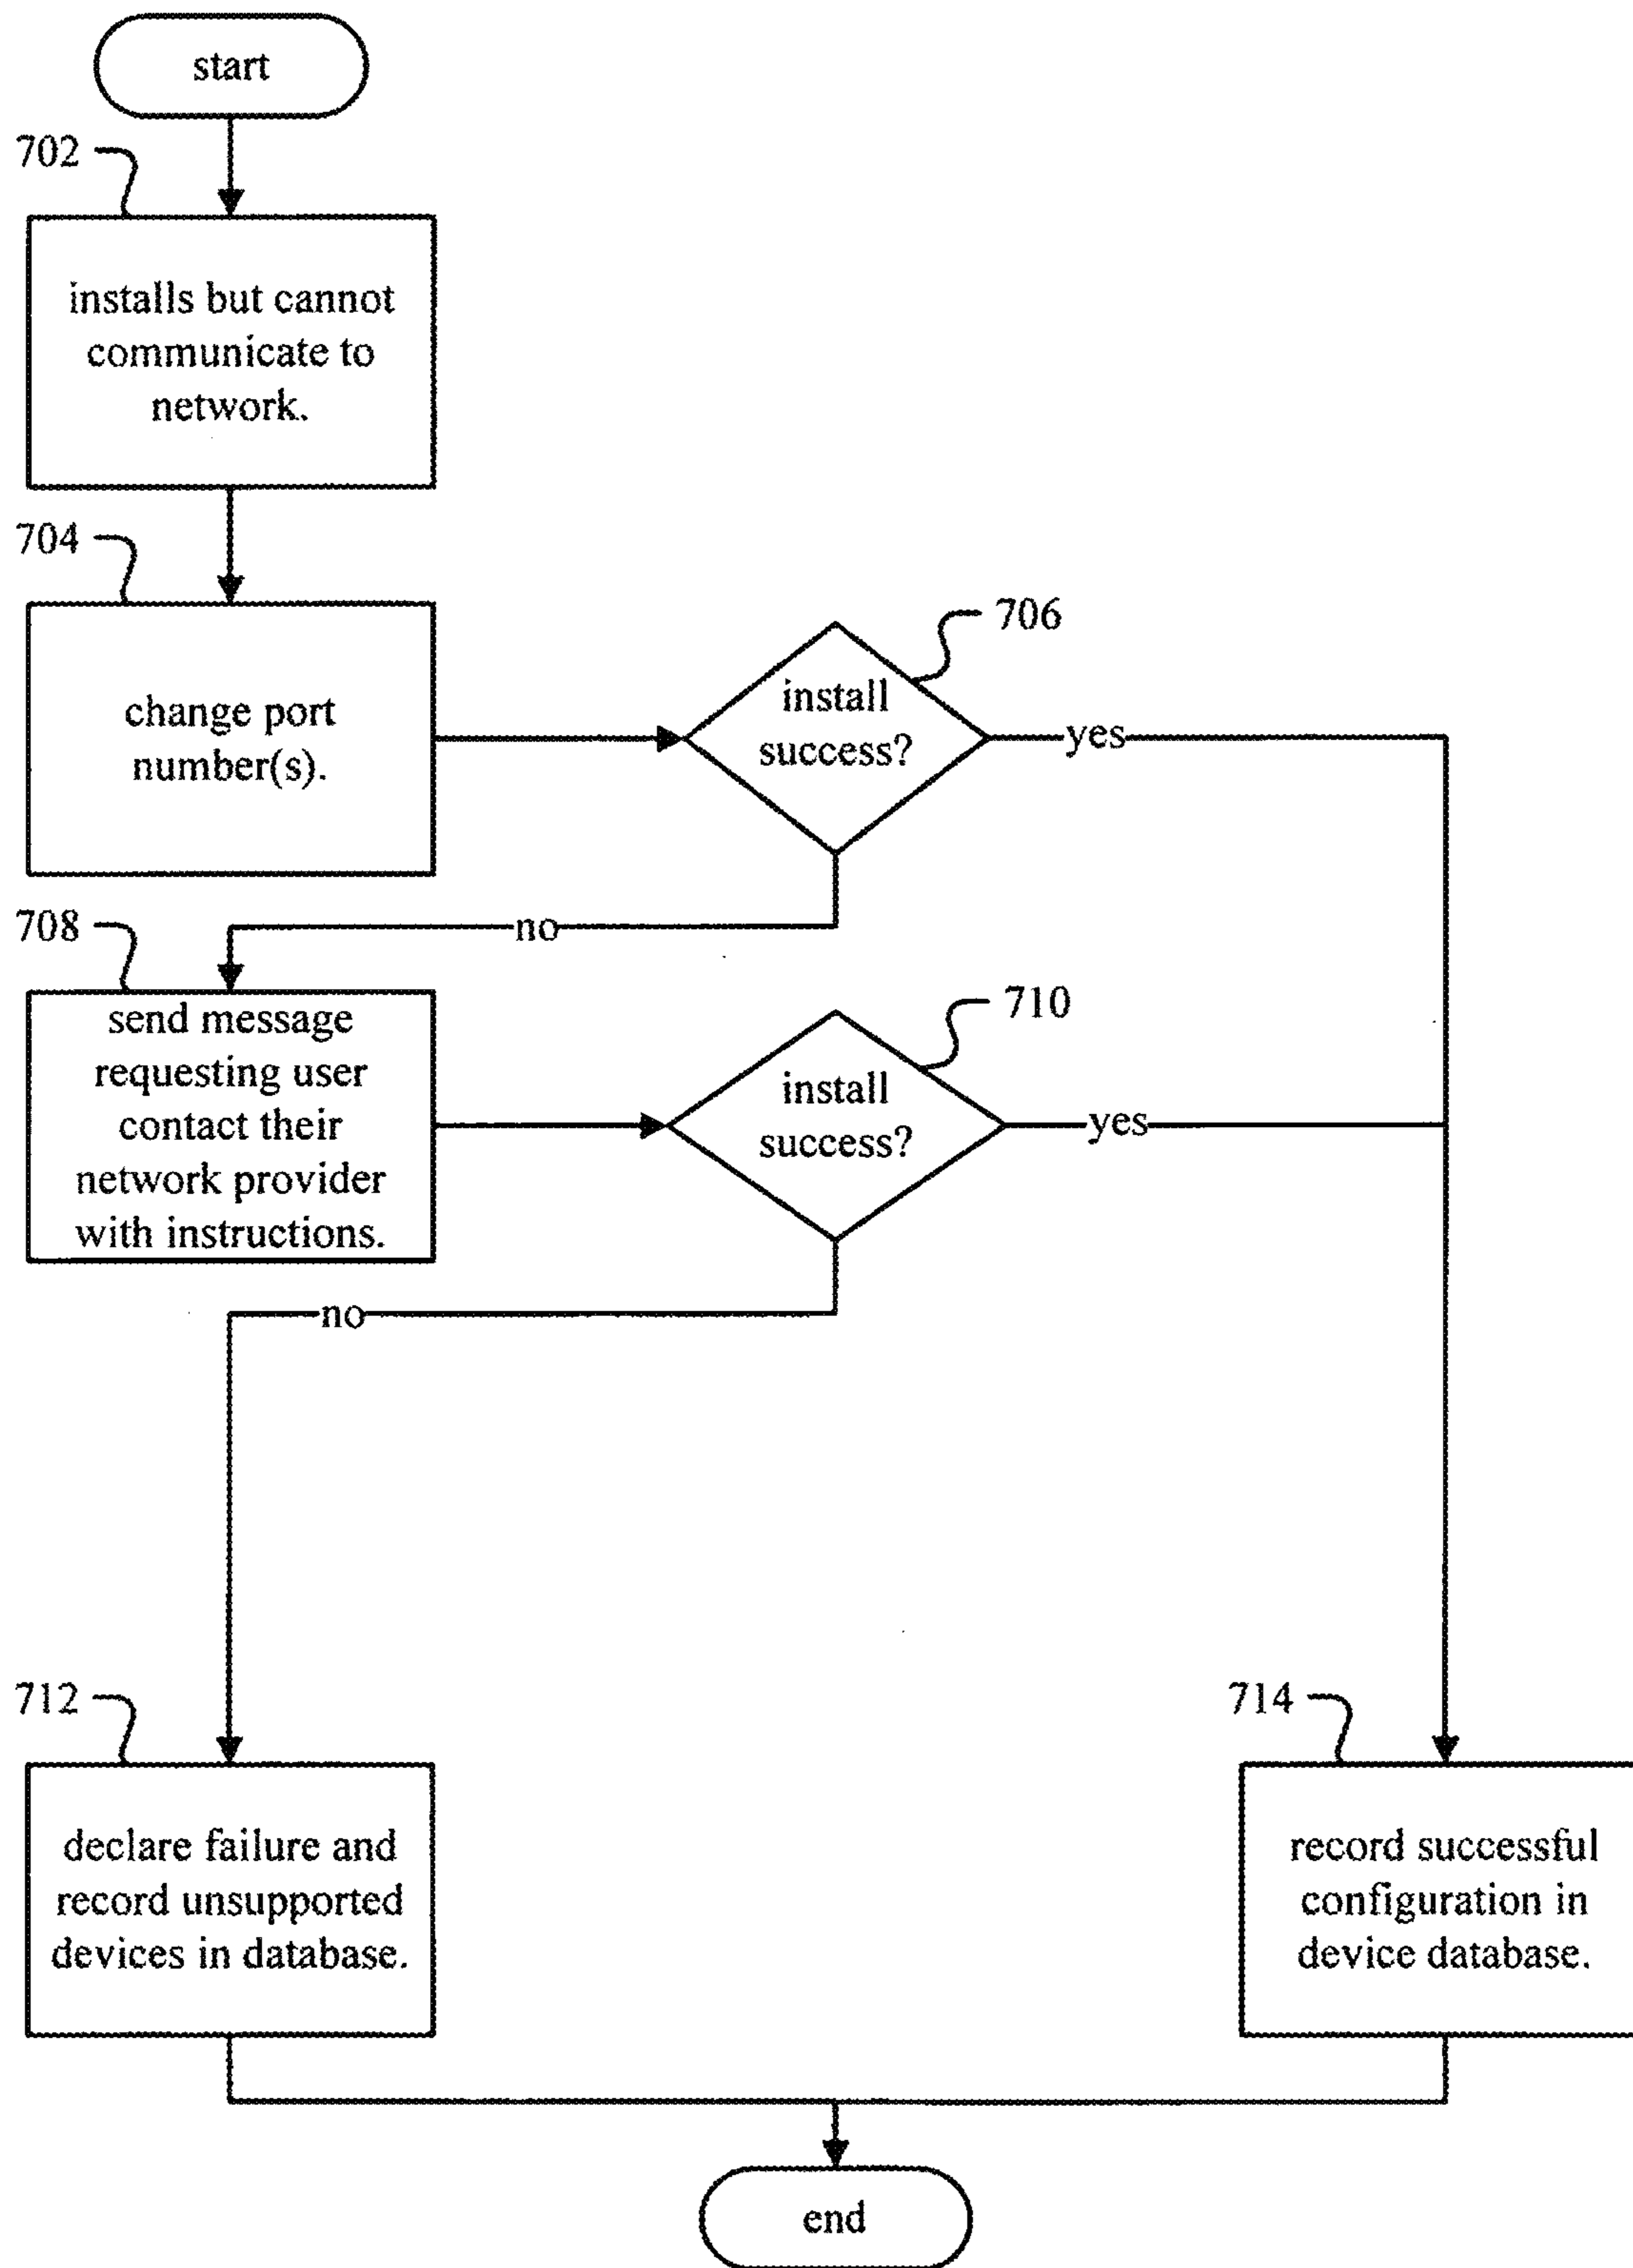 start
702
installs but cannot
communicate to
network.
704
change port
number(s).
706
install
success?
yes
no
708
send message
requesting user
contact their
network provider
with instructions.
710
install
success?
yes
no
712
declare failure and
record unsupported
devices in database.
714
record successful
configuration in
device database.
end